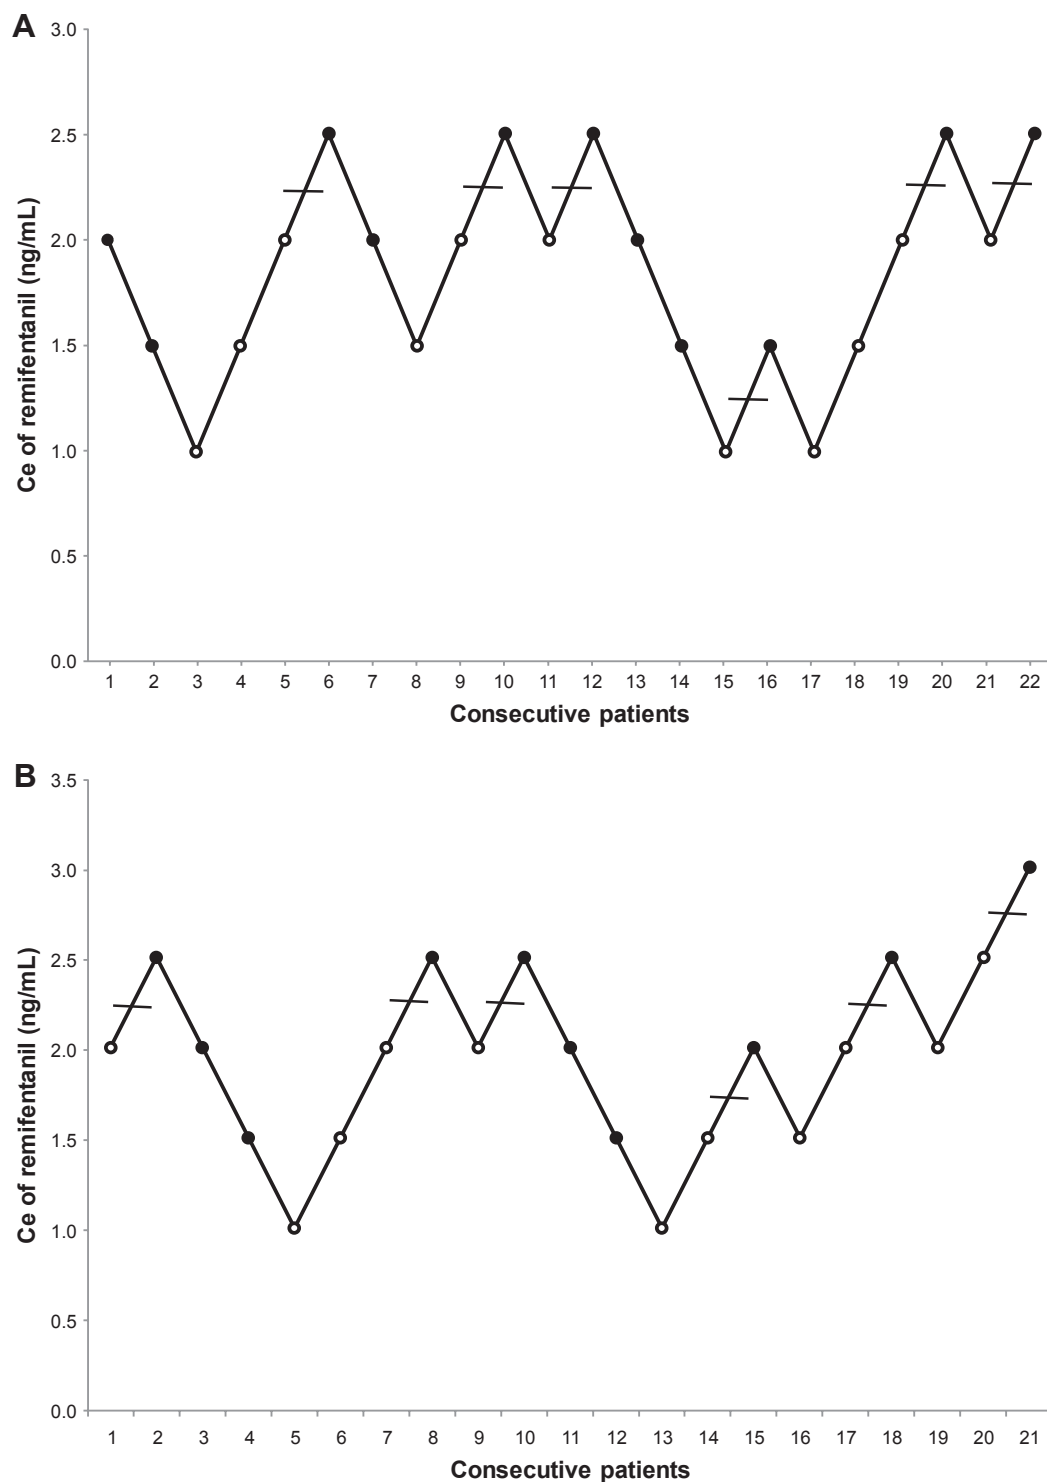 A
3.0
2.5
2.0
1.5
1.0
0.5
0.0
Ce of remifentanil (ng/mL)
1 2 3 4 5 6 7 8 9 10 11 12 13 14 15 16 17 18 19 20 21 22
Consecutive patients
B
3.5
3.0
2.5
2.0
1.5
1.0
0.5
0.0
Ce of remifentanil (ng/mL)
1 2 3 4 5 6 7 8 9 10 11 12 13 14 15 16 17 18 19 20 21
Consecutive patients